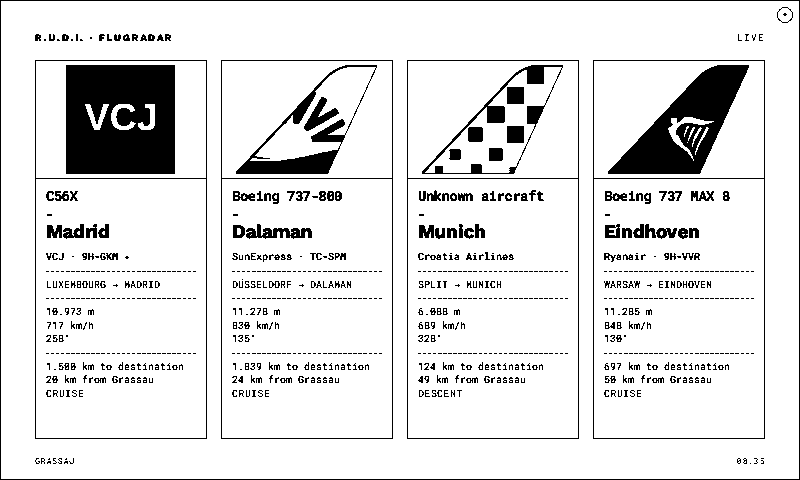 R.U.D.I. · FLUGRADAR
LIVE
VCJ
C56X
-
Madrid
VCJ · 9H-GKM ✦
LUXEMBOURG → MADRID
10.973 m
717 km/h
258°
1.500 km to destination
20 km from Grassau
CRUISE
Boeing 737-800
-
Dalaman
SunExpress · TC-SPM
DÜSSELDORF → DALAMAN
11.278 m
830 km/h
135°
1.839 km to destination
24 km from Grassau
CRUISE
Unknown aircraft
-
Munich
Croatia Airlines
SPLIT → MUNICH
6.088 m
689 km/h
328°
124 km to destination
49 km from Grassau
DESCENT
Boeing 737 MAX 8
-
Eindhoven
Ryanair · 9H-VVR
WARSAW → EINDHOVEN
11.285 m
848 km/h
130°
697 km to destination
50 km from Grassau
CRUISE
GRASSAU
08.35